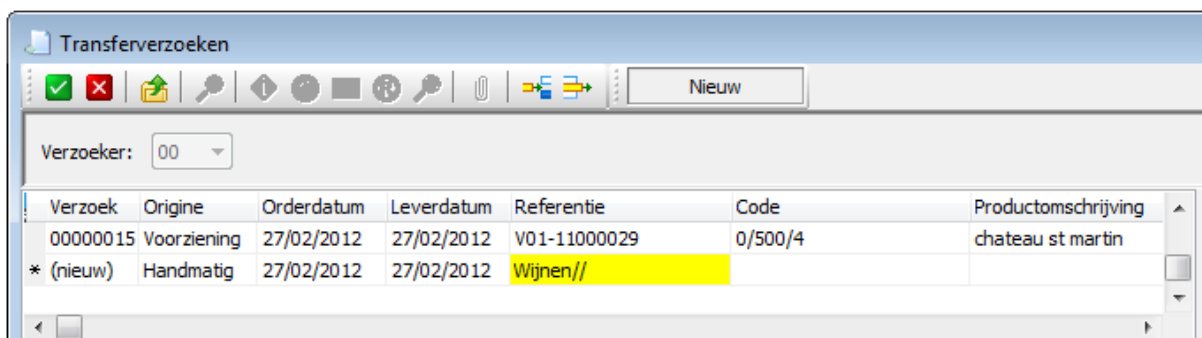 Transferverzoeken
Nieuw
Verzoeker: 00
Verzoek Origine Orderdatum Leverdatum Referentie Code Productomschrijving
00000015 Voorziening 27/02/2012 27/02/2012 V01-11000029 0/500/4 chateau st martin
* (nieuw) Handmatig 27/02/2012 27/02/2012 Wijnen//